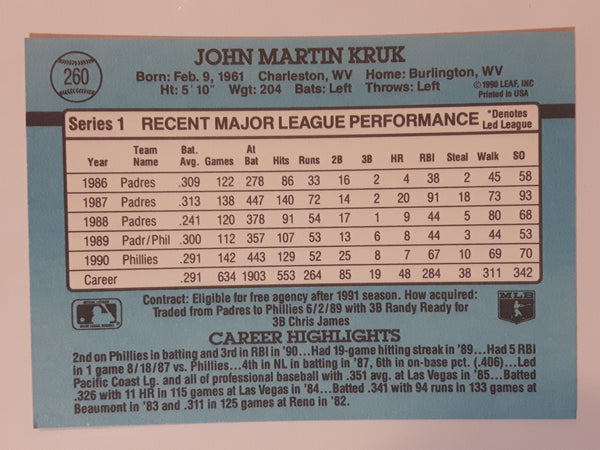 260
JOHN MARTIN KRUK
Born: Feb. 9, 1961 Charleston, WV Home: Burlington, WV
Ht: 5' 10" Wgt: 204 Bats: Left Throws: Left
©1990 LEAF, INC
Printed in USA
Series 1 RECENT MAJOR LEAGUE PERFORMANCE *Denotes Led League
Year Team Name Bat. Avg. Games At Bat Hits Runs 2B 3B HR RBI Steal Walk SO
1986 Padres .309 122 278 86 33 16 2 4 38 2 45 58
1987 Padres .313 138 447 140 72 14 2 20 91 18 73 93
1988 Padres .241 120 378 91 54 17 1 9 44 5 80 68
1989 Padr/Phil .300 112 357 107 53 13 6 8 44 3 44 53
1990 Phillies .291 142 443 129 52 25 8 7 67 10 69 70
Career .291 634 1903 553 264 85 19 48 284 38 311 342
Contract: Eligible for free agency after 1991 season. How acquired:
Traded from Padres to Phillies 6/2/89 with 3B Randy Ready for
3B Chris James
MLB
CAREER HIGHLIGHTS
2nd on Phillies in batting and 3rd in RBI in '90...Had 19-game hitting streak in '89...Had 5 RBI
in 1 game 8/18/87 vs. Phillies...4th in NL in batting in '87, 6th in on-base pct. (.406)...Led
Pacific Coast Lg. and all of professional baseball with .351 avg. at Las Vegas in '85...Batted
.326 with 11 HR in 115 games at Las Vegas in '84...Batted .341 with 94 runs in 133 games at
Beaumont in '83 and .311 in 125 games at Reno in '82.